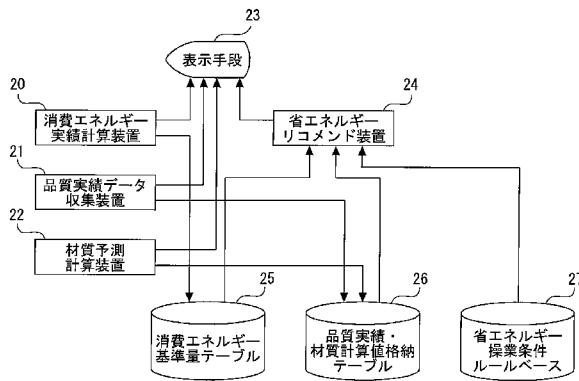 23
表示手段
20
消費エネルギー
実績計算装置
24
省エネルギー
リコメンド装置
21
品質実績データ
収集装置
22
材質予測
計算装置
25
消費エネルギー
基準量テーブル
26
品質実績・
材質計算値格納
テーブル
27
省エネルギー
操業条件
ルールベース